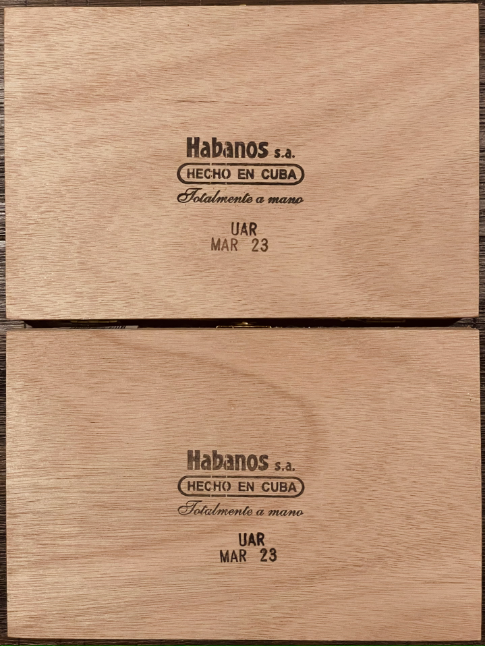 Habanos s.a.
HECHO EN CUBA
Totalmente a mano
UAR
MAR 23
Habanos s.a.
HECHO EN CUBA
Totalmente a mano
UAR
MAR 23